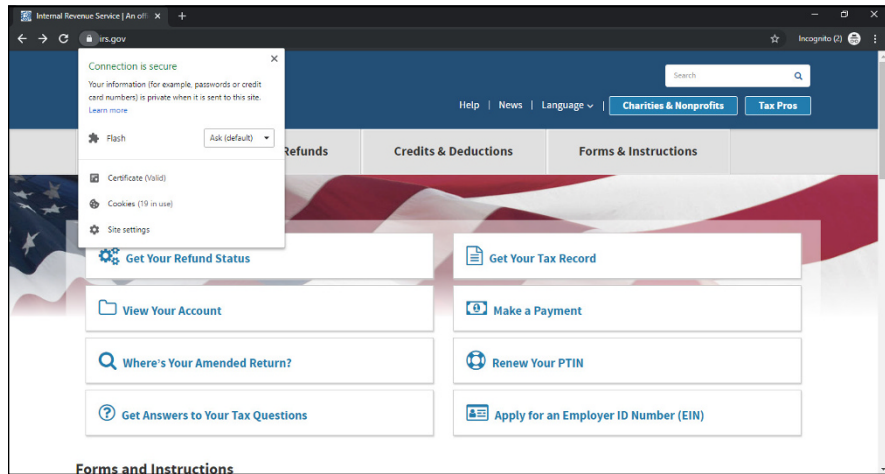 Internal Revenue Service | An offi
irs.gov
Incognito (2)
Connection is secure
Your information (for example, passwords or credit
card numbers) is private when it is sent to this site.
Learn more
Flash
Ask (default)
Certificate (Valid)
Cookies (19 in use)
Site settings
Search
Help | News | Language | Charities & Nonprofits Tax Pros
Refunds Credits & Deductions Forms & Instructions
Get Your Refund Status Get Your Tax Record
View Your Account Make a Payment
Where's Your Amended Return? Renew Your PTIN
Get Answers to Your Tax Questions Apply for an Employer ID Number (EIN)
Forms and Instructions